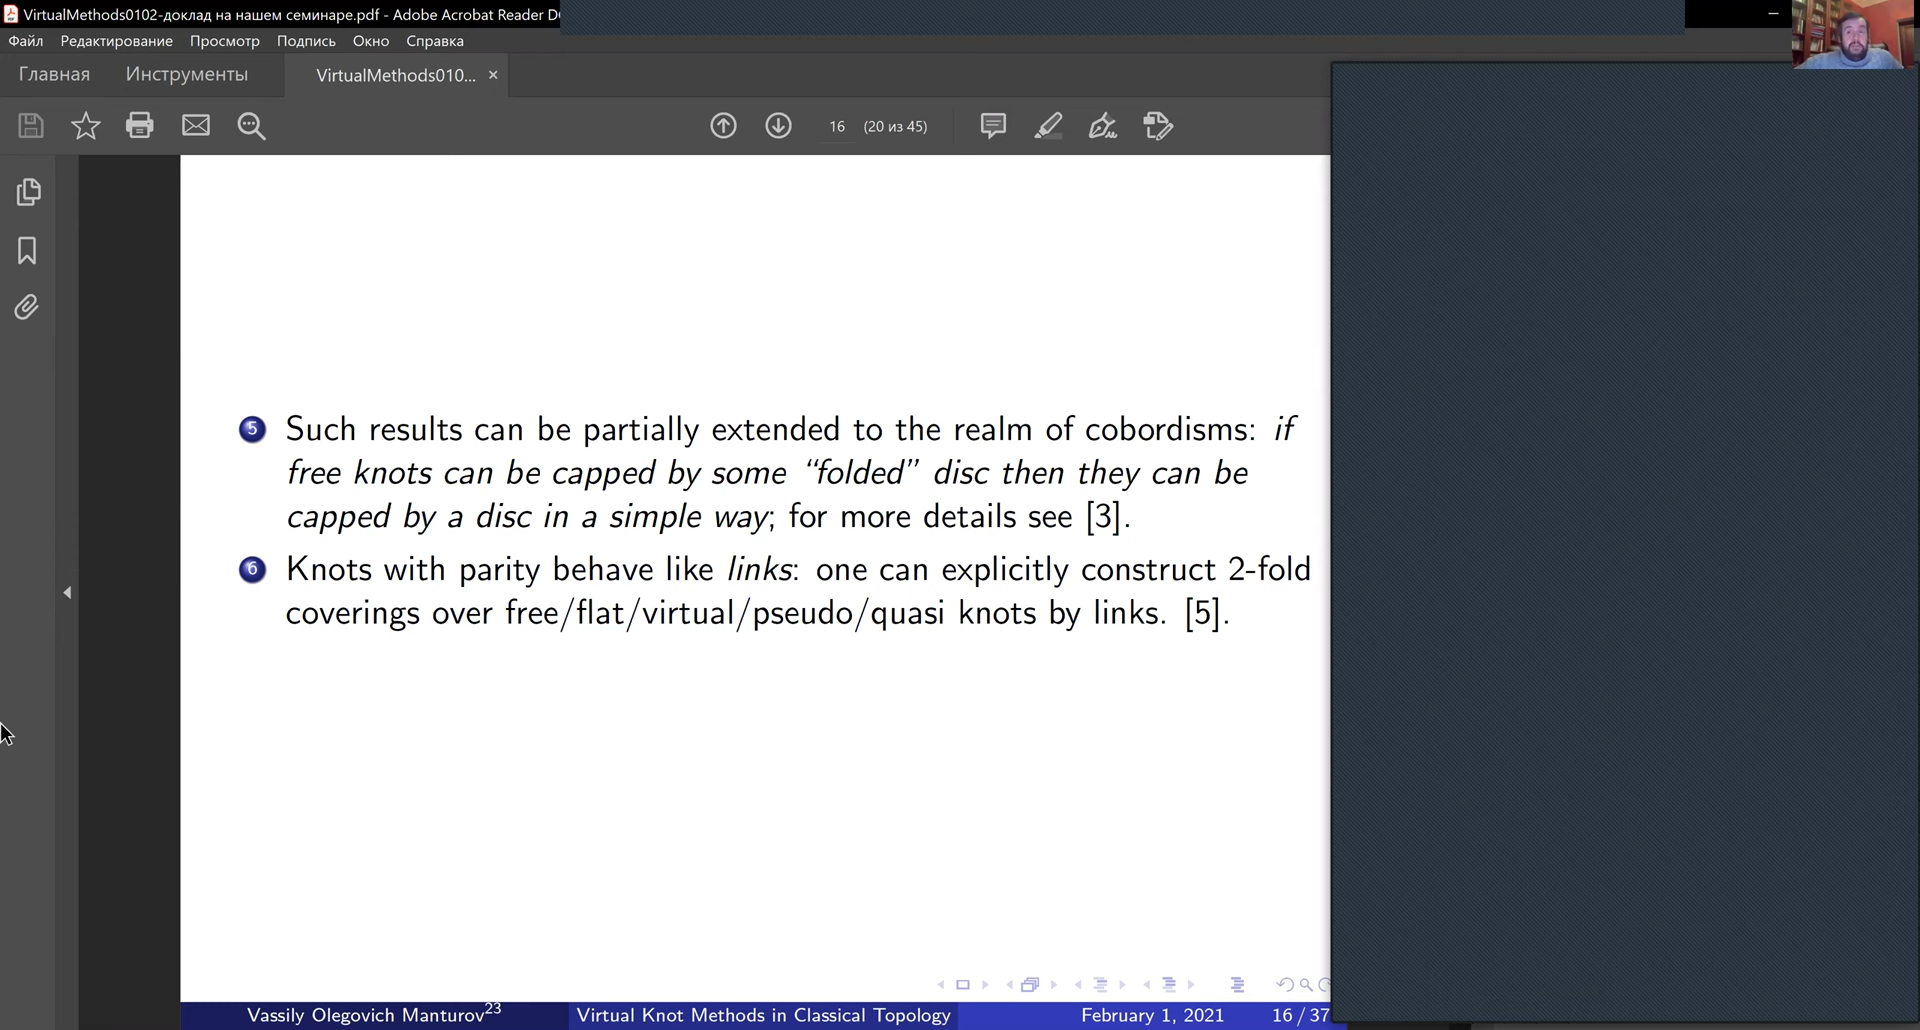 VirtualMethods0102-доклад на нашем семинаре.pdf - Adobe Acrobat Reader
Файл Редактирование Просмотр Подпись Окно Справка
Главная Инструменты VirtualMethods010... ×
16 (20 из 45)
5 Such results can be partially extended to the realm of cobordisms: if
free knots can be capped by some “folded” disc then they can be
capped by a disc in a simple way; for more details see [3].
6 Knots with parity behave like links: one can explicitly construct 2-fold
coverings over free/flat/virtual/pseudo/quasi knots by links. [5].
Vassily Olegovich Manturov23 Virtual Knot Methods in Classical Topology February 1, 2021 16 / 37